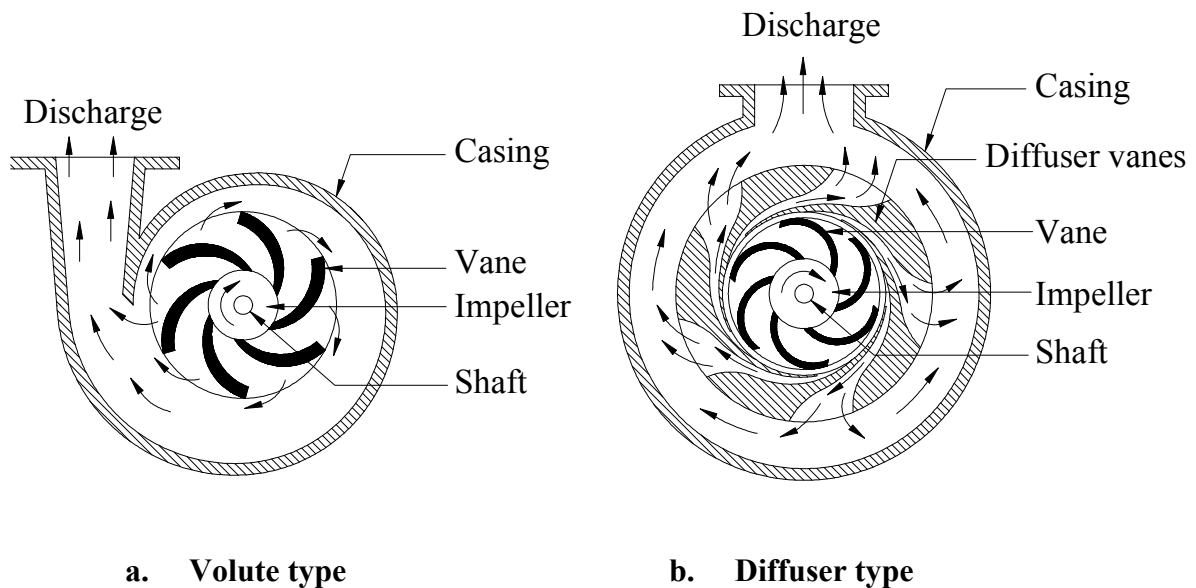 Discharge
Casing
Vane
Impeller
Shaft
Discharge
Casing
Diffuser vanes
Vane
Impeller
Shaft
a. Volute type
b. Diffuser type